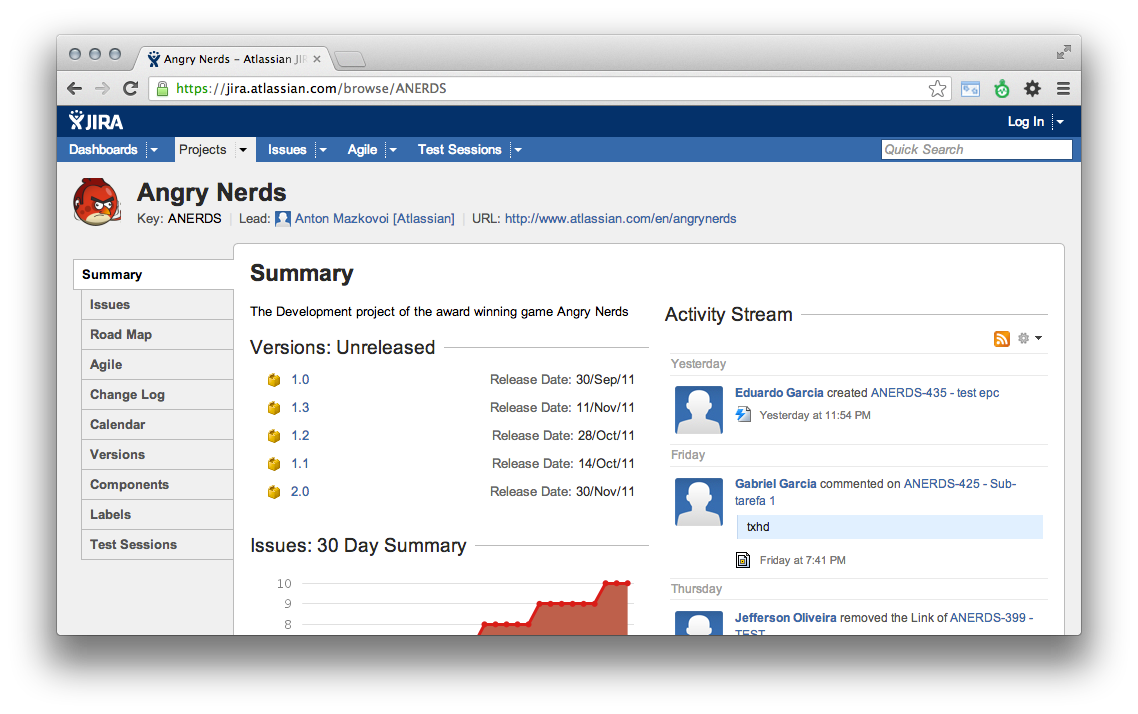 Angry Nerds – Atlassian JIR
https://jira.atlassian.com/browse/ANERDS
JIRA
Log In
Dashboards Projects Issues Agile Test Sessions Quick Search
Angry Nerds
Key: ANERDS Lead: Anton Mazkovoi [Atlassian] URL: http://www.atlassian.com/en/angrynerds
Summary
Issues
Road Map
Agile
Change Log
Calendar
Versions
Components
Labels
Test Sessions
Summary
The Development project of the award winning game Angry Nerds
Versions: Unreleased
1.0 Release Date: 30/Sep/11
1.3 Release Date: 11/Nov/11
1.2 Release Date: 28/Oct/11
1.1 Release Date: 14/Oct/11
2.0 Release Date: 30/Nov/11
Issues: 30 Day Summary
10
9
8
Activity Stream
Yesterday
Eduardo Garcia created ANERDS-435 - test epc
Yesterday at 11:54 PM
Friday
Gabriel Garcia commented on ANERDS-425 - Sub-
tarefa 1
txhd
Friday at 7:41 PM
Thursday
Jefferson Oliveira removed the Link of ANERDS-399 -
TEST